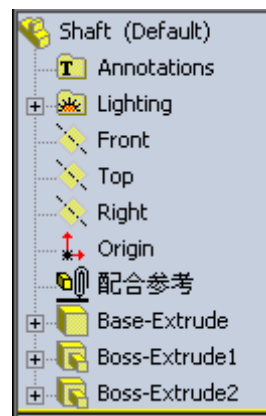 Shaft (Default)
Annotations
Lighting
Front
Top
Right
Origin
配合参考
Base-Extrude
Boss-Extrude1
Boss-Extrude2